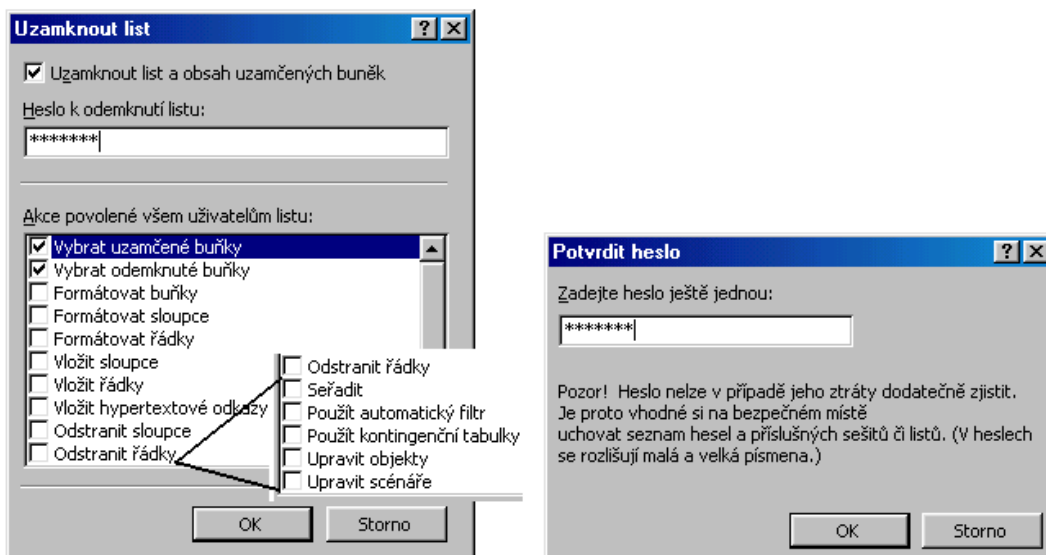 Uzamknout list
Uzamknout list a obsah uzamčených buněk
Heslo k odemknutí listu:
*******
Akce povolené všem uživatelům listu:
Vybrat uzamčené buňky
Vybrat odemknuté buňky
Formátovat buňky
Formátovat sloupce
Formátovat řádky
Vložit sloupce
Vložit řádky
Vložit hypertextové odkazy
Odstranit sloupce
Odstranit řádky
Odstranit řádky
Seřadit
Použít automatický filtr
Použít kontingenční tabulky
Upravit objekty
Upravit scénáře
OK Storno
Potvrdit heslo
Zadejte heslo ještě jednou:
*******
Pozor! Heslo nelze v případě jeho ztráty dodatečně zjistit.
Je proto vhodné si na bezpečném místě
uchovat seznam hesel a příslušných sešitů či listů. (V heslech
se rozlišují malá a velká písmena.)
OK Storno